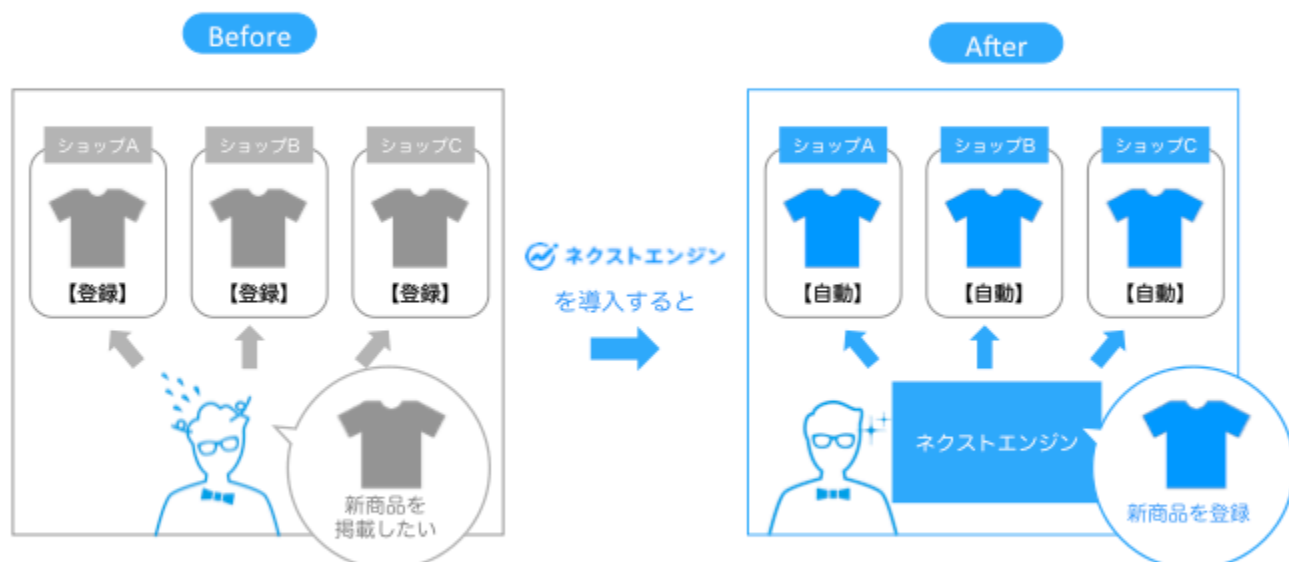 Before
ショップA
ショップB
ショップC
【登録】
【登録】
【登録】
新商品を
掲載したい
ネクストエンジン
を導入すると
After
ショップA
ショップB
ショップC
【自動】
【自動】
【自動】
ネクストエンジン
新商品を登録